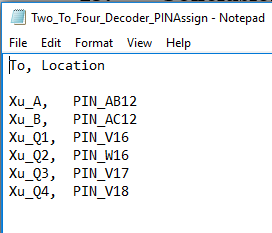 Two_To_Four_Decoder_PINAssign - Notepad
File Edit Format View Help
To, Location
Xu_A, PIN_AB12
Xu_B, PIN_AC12
Xu_Q1, PIN_V16
Xu_Q2, PIN_W16
Xu_Q3, PIN_V17
Xu_Q4, PIN_V18